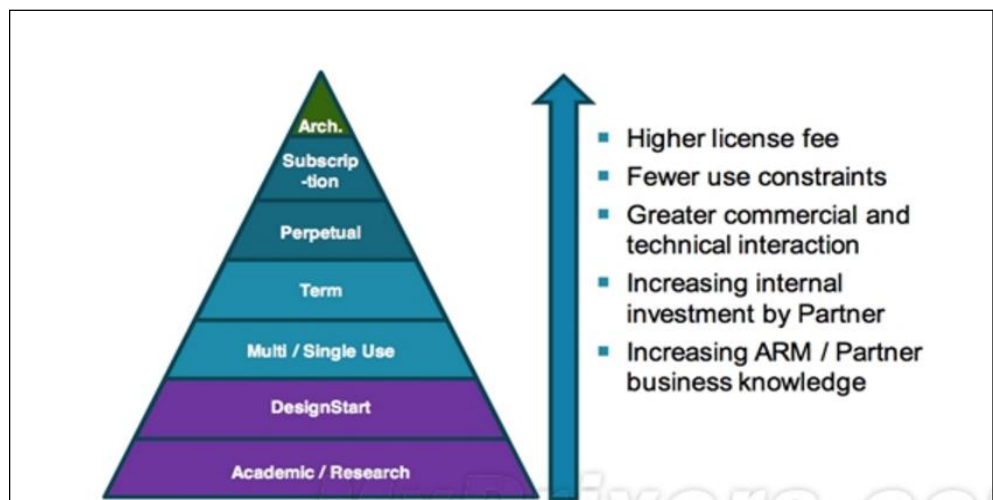 Arch.
Subscrip
-tion
Perpetual
Term
Multi / Single Use
DesignStart
Academic / Research
Higher license fee
Fewer use constraints
Greater commercial and
technical interaction
Increasing internal
investment by Partner
Increasing ARM / Partner
business knowledge